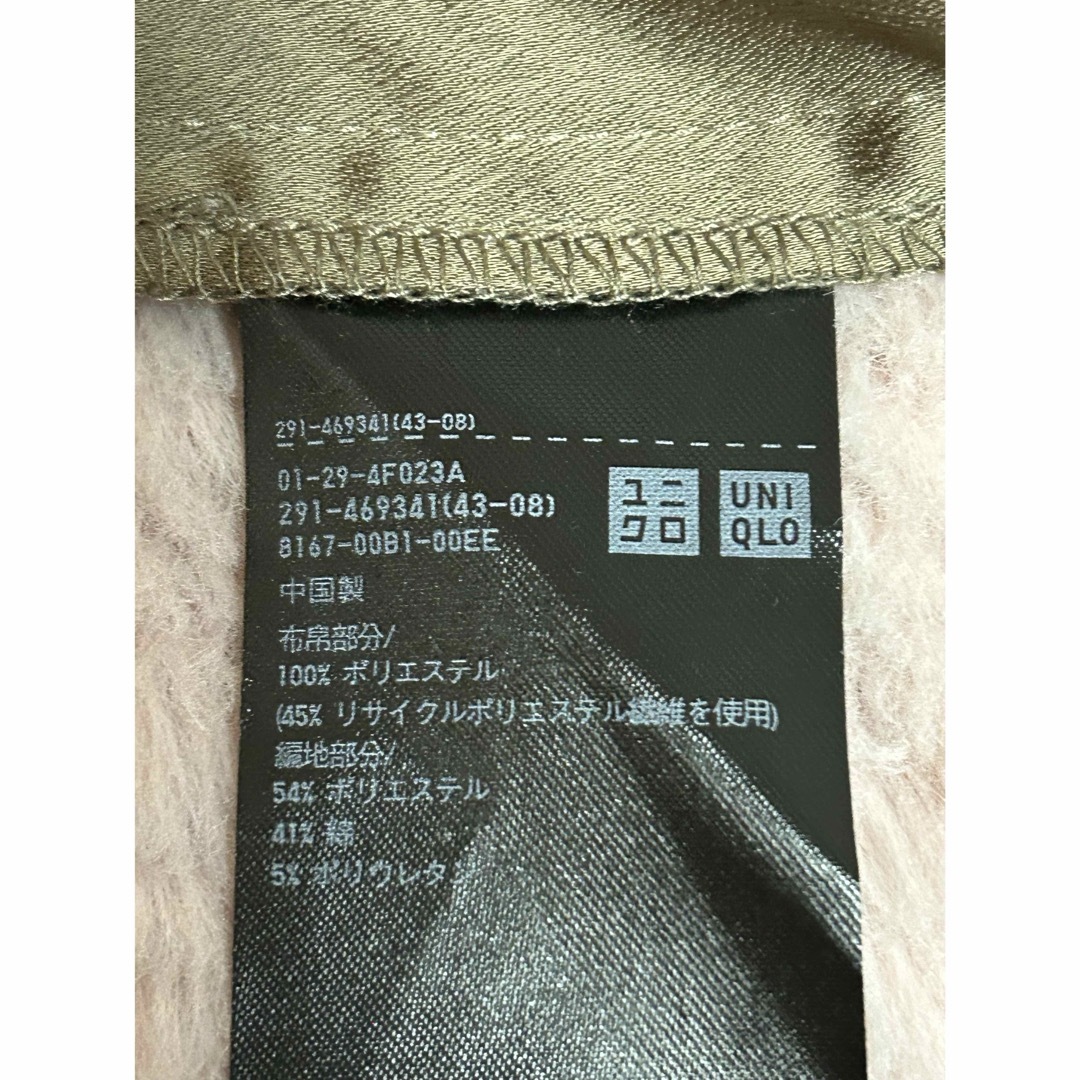 291-469341(43-08)
01-29-4F023A
291-469341(43-08)
8167-00B1-00EE
ユニ
クロ
UNI
QLO
中国製
布帛部分/
100% ポリエステル
(45% リサイクルポリエステル繊維を使用)
編地部分/
54% ポリエステル
41% 綿
5% ポリウレタン